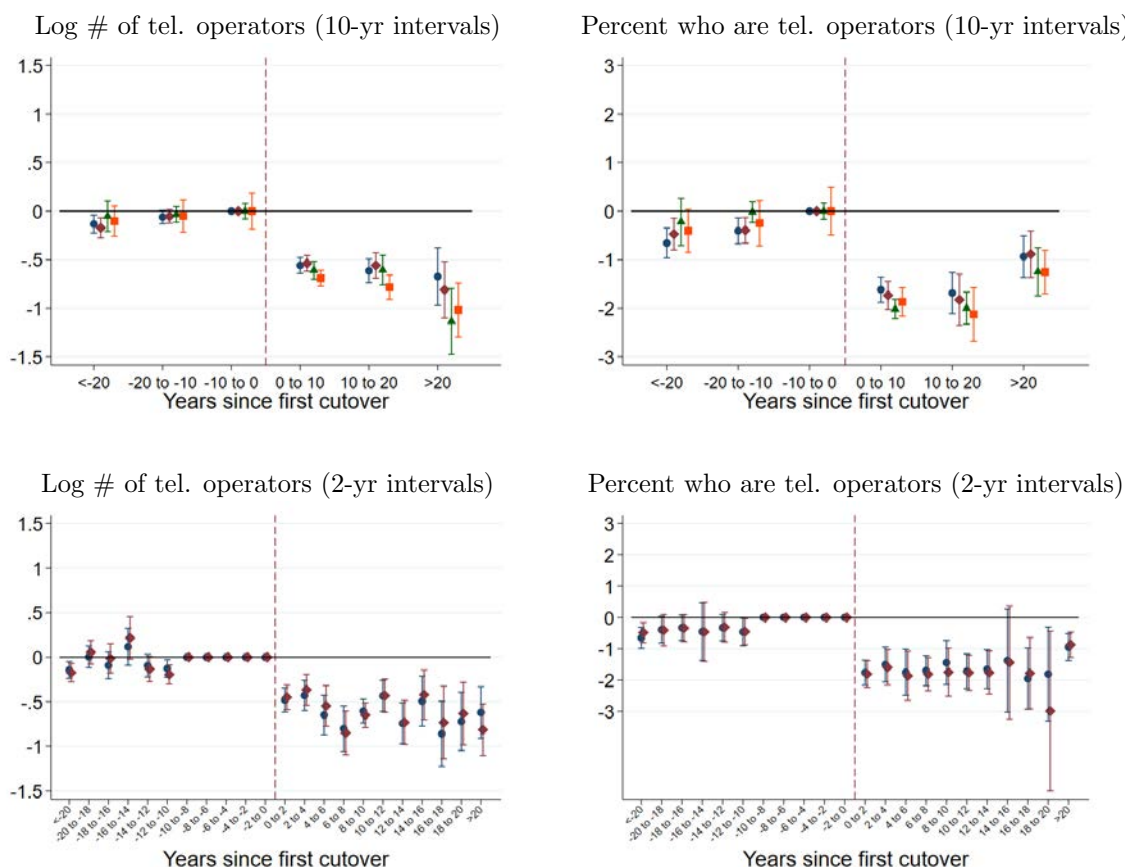 Log # of tel. operators (10-yr intervals)
1.5
1
.5
0
-.5
-1
-1.5
<-20 -20 to -10 -10 to 0 0 to 10 10 to 20 >20
Years since first cutover
Percent who are tel. operators (10-yr intervals)
3
2
1
0
-1
-2
-3
<-20 -20 to -10 -10 to 0 0 to 10 10 to 20 >20
Years since first cutover
Log # of tel. operators (2-yr intervals)
1.5
1
.5
0
-.5
-1
-1.5
<-20 -20 to -18 -18 to -16 -16 to -14 -14 to -12 -12 to -10 -10 to -8 -8 to -6 -6 to -4 -4 to -2 -2 to 0 0 to 2 2 to 4 4 to 6 6 to 8 8 to 10 10 to 12 12 to 14 14 to 16 16 to 18 18 to 20 >20
Years since first cutover
Percent who are tel. operators (2-yr intervals)
3
2
1
0
-1
-2
-3
<-20 -20 to -18 -18 to -16 -16 to -14 -14 to -12 -12 to -10 -10 to -8 -8 to -6 -6 to -4 -4 to -2 -2 to 0 0 to 2 2 to 4 4 to 6 6 to 8 8 to 10 10 to 12 12 to 14 14 to 16 16 to 18 18 to 20 >20
Years since first cutover